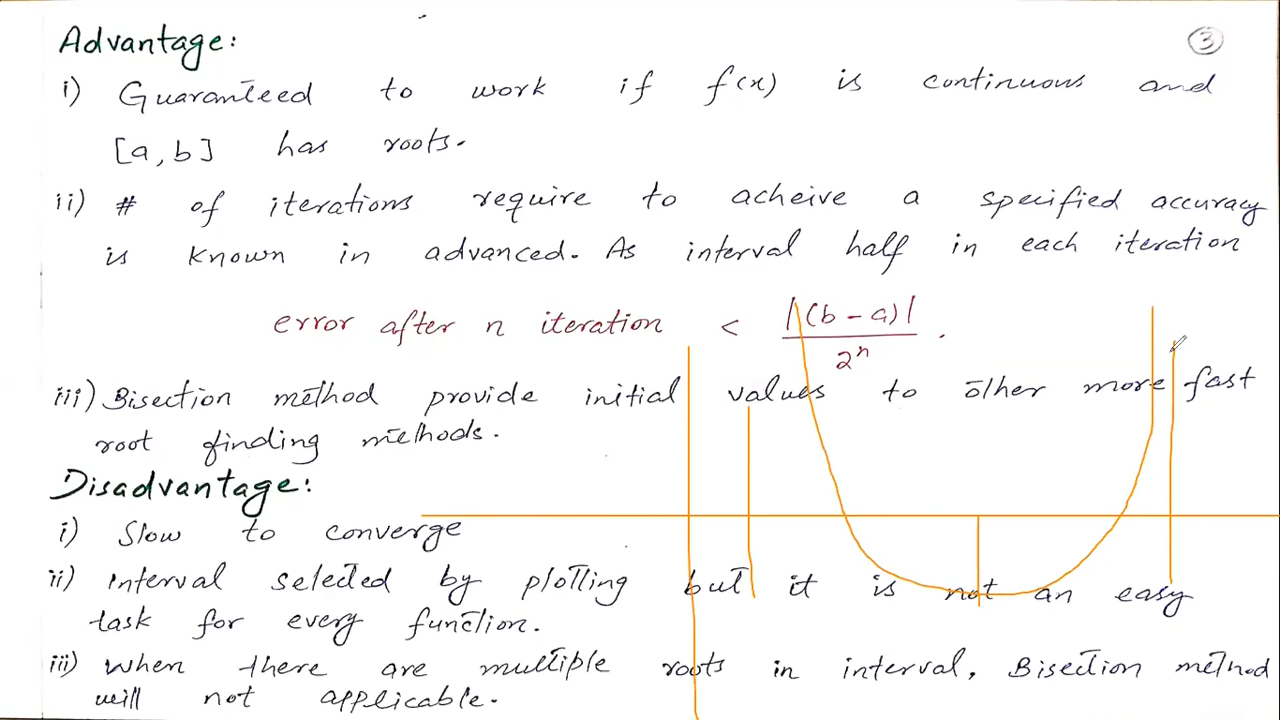 Advantage:
3
i) Guaranteed to work if f(x) is continuous and
[a, b] has roots.
ii) # of iterations require to acheive a specified accuracy
is known in advanced. As interval half in each iteration
error after n iteration < |(b - a)| / 2^n .
iii) Bisection method provide initial values to other more fast
root finding methods.
Disadvantage:
i) Slow to converge
ii) interval selected by plotting but it is not an easy
task for every function.
iii) when there are multiple roots in interval, Bisection method
will not applicable.